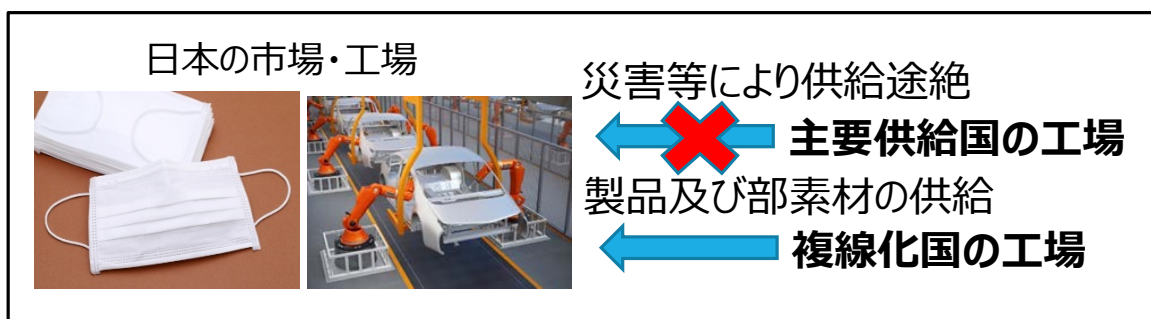 日本の市場・工場
災害等により供給途絶
主要供給国の工場
製品及び部素材の供給
複線化国の工場